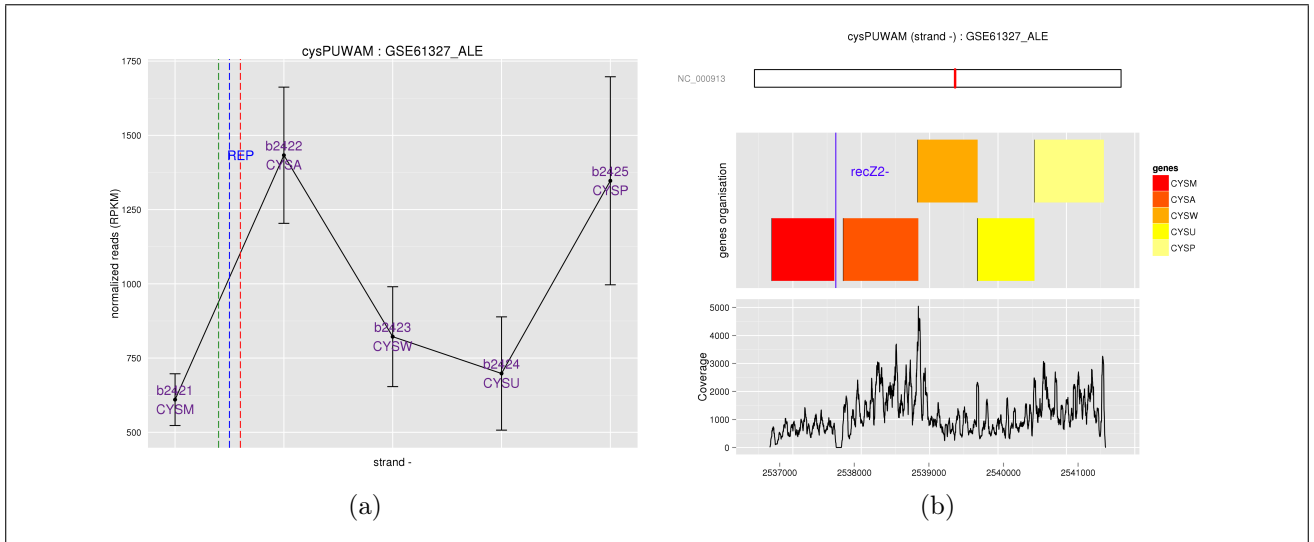 cysPUWAM : GSE61327_ALE
1750
1500
1250
1000
750
500
normalized reads (RPKM)
REP
b2421
CYSM
b2422
CYSA
b2423
CYSW
b2424
CYSU
b2425
CYSP
strand -
(a)
cysPUWAM (strand -) : GSE61327_ALE
NC_000913
genes organisation
recZ2-
genes
CYSM
CYSA
CYSW
CYSU
CYSP
Coverage
5000
4000
3000
2000
1000
0
2537000
2538000
2539000
2540000
2541000
(b)